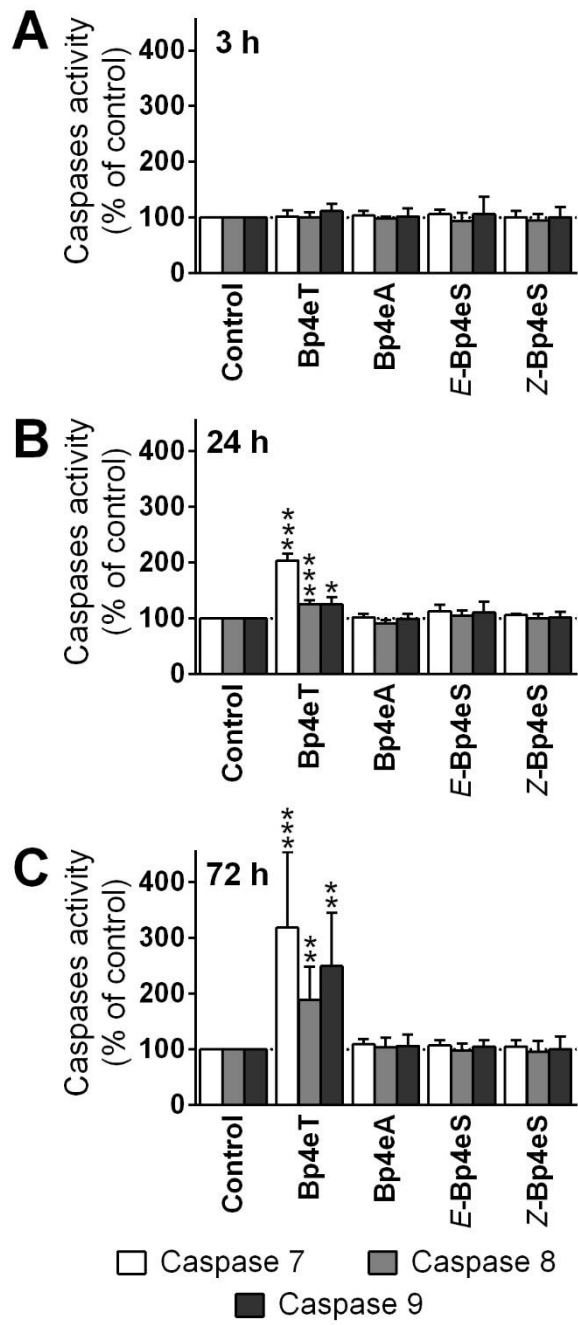 A
3 h
Caspases activity
(% of control)
400
300
200
100
0
Control
Bp4eT
Bp4eA
E-Bp4eS
Z-Bp4eS
B
24 h
Caspases activity
(% of control)
400
300
200
100
0
***
***
*
Control
Bp4eT
Bp4eA
E-Bp4eS
Z-Bp4eS
C
72 h
Caspases activity
(% of control)
400
300
200
100
0
***
**
**
Control
Bp4eT
Bp4eA
E-Bp4eS
Z-Bp4eS
Caspase 7
Caspase 8
Caspase 9